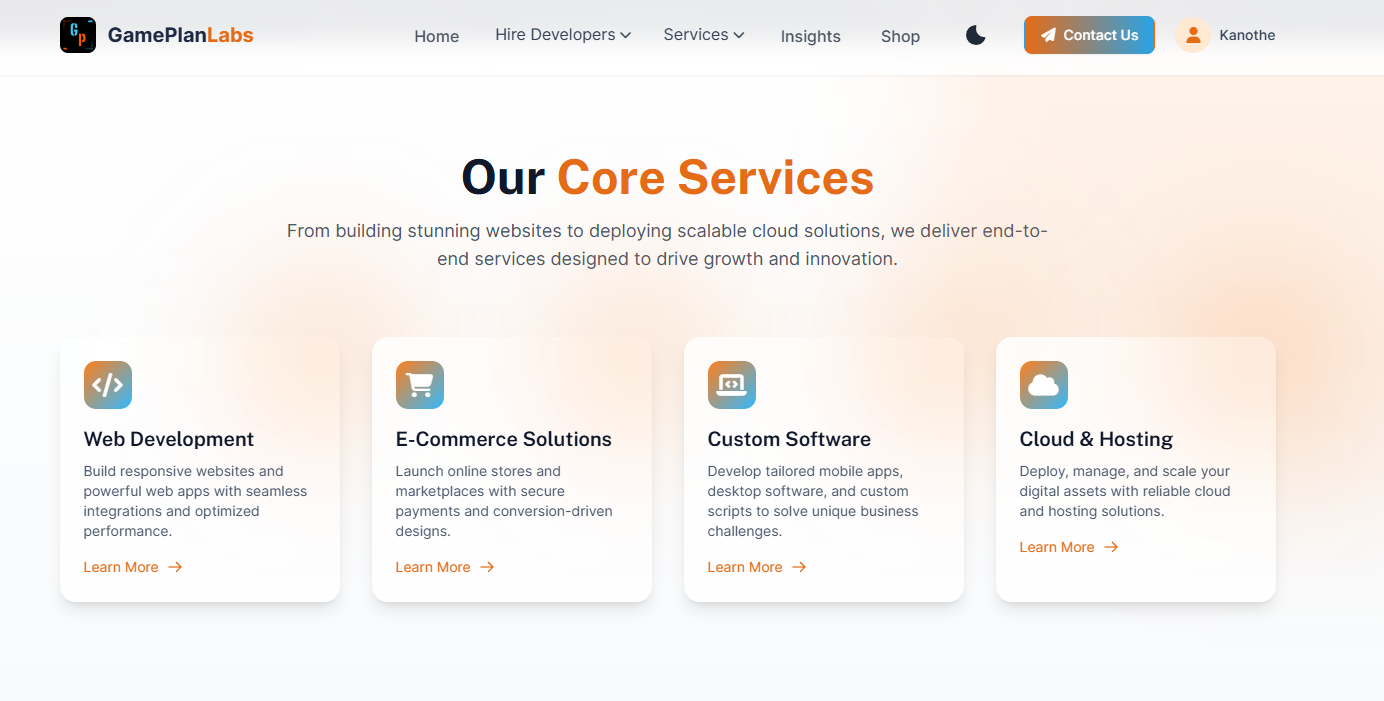 GP GamePlanLabs Home Hire Developers Services Insights Shop Contact Us Kanothe
Our Core Services
From building stunning websites to deploying scalable cloud solutions, we deliver end-to-
end services designed to drive growth and innovation.
Web Development
Build responsive websites and
powerful web apps with seamless
integrations and optimized
performance.
Learn More
E-Commerce Solutions
Launch online stores and
marketplaces with secure
payments and conversion-driven
designs.
Learn More
Custom Software
Develop tailored mobile apps,
desktop software, and custom
scripts to solve unique business
challenges.
Learn More
Cloud & Hosting
Deploy, manage, and scale your
digital assets with reliable cloud
and hosting solutions.
Learn More